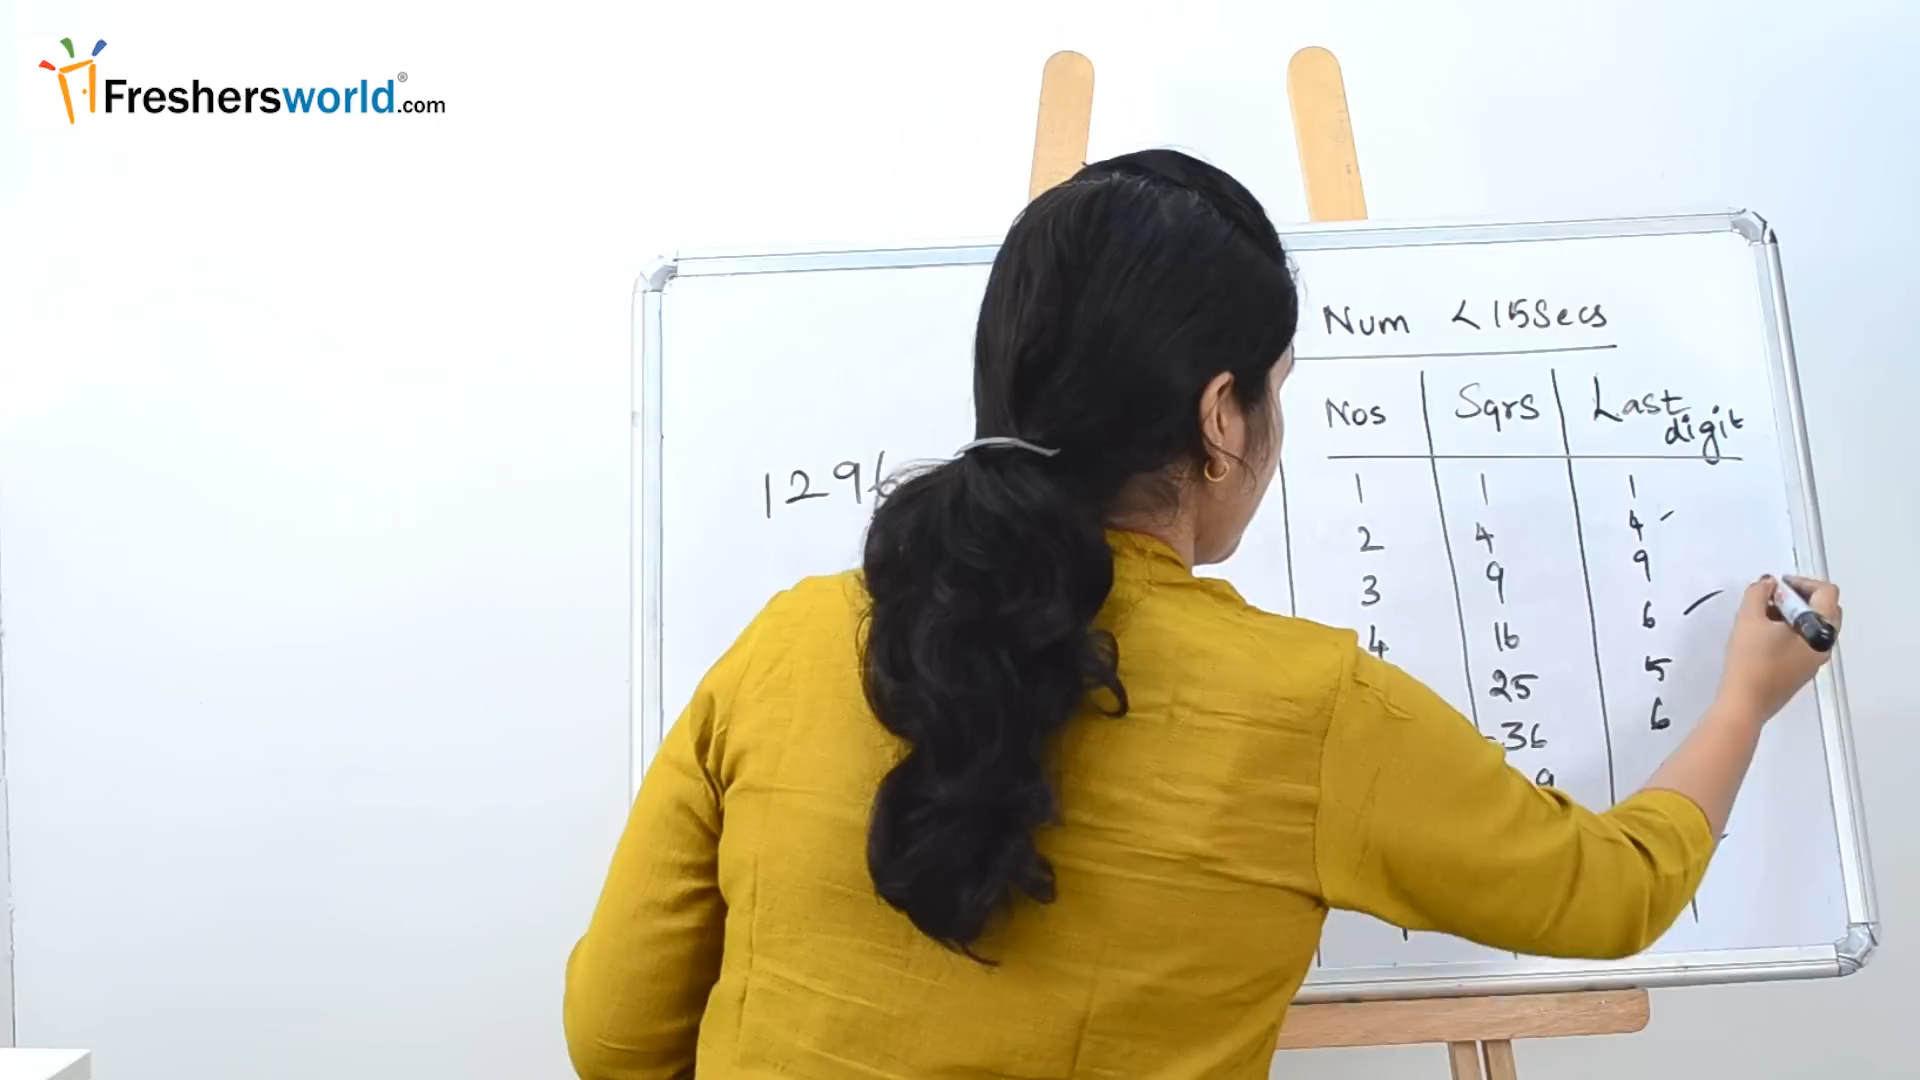 Freshersworld.com
Num < 15Secs
Nos Sqrs Last digit
1296
1 1 1
2 4 4
3 9 9
4 16 6
25 5
36 6
9